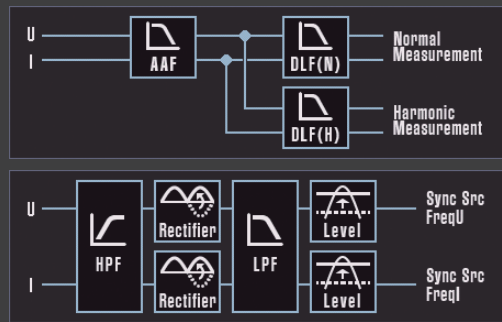 U
I
AAF
DLF(N)
Normal
Measurement
DLF(H)
Harmonic
Measurement
U
I
HPF
Rectifier
Rectifier
LPF
Level
Level
Sync Src
FreqU
Sync Src
FreqI